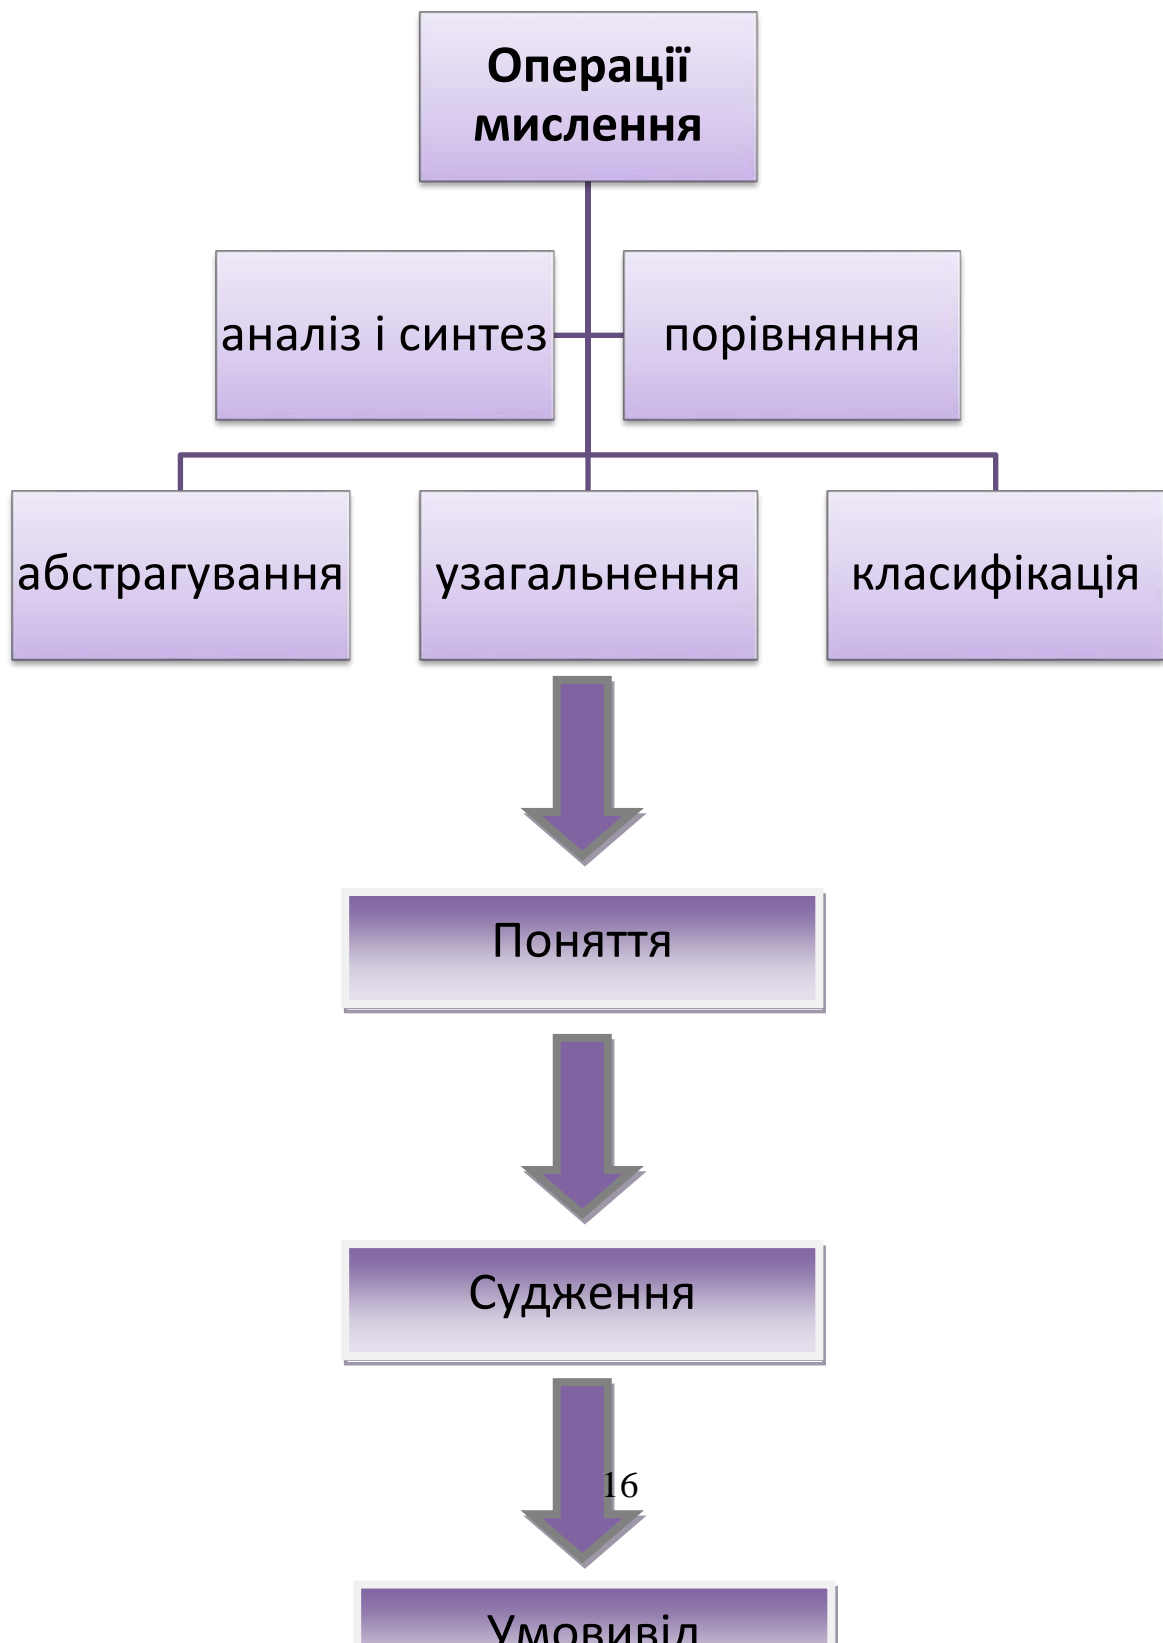 Операції
мислення
аналіз і синтез
порівняння
абстрагування
узагальнення
класифікація
Поняття
Судження
16
Умовивід